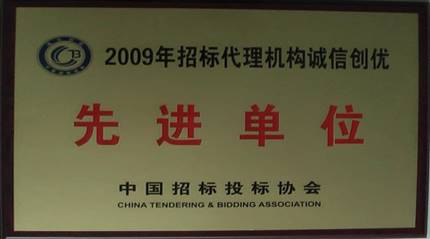 2009年招标代理机构诚信创优
先进单位
中国招标投标协会
CHINA TENDERING & BIDDING ASSOCIATION